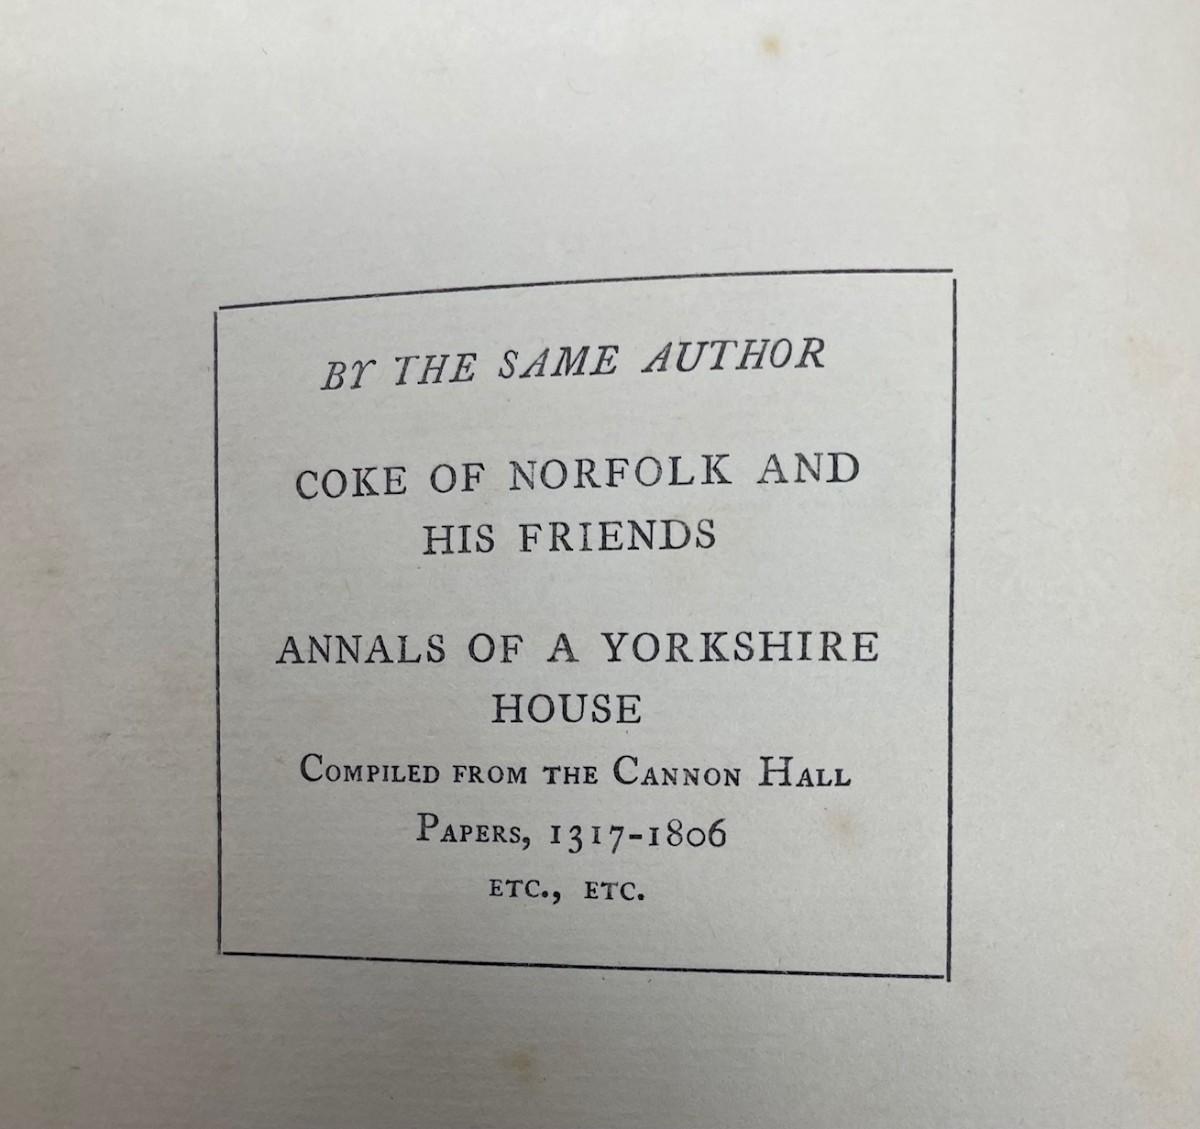 BY THE SAME AUTHOR
COKE OF NORFOLK AND
HIS FRIENDS
ANNALS OF A YORKSHIRE
HOUSE
Compiled from the Cannon Hall
Papers, 1317-1806
etc., etc.